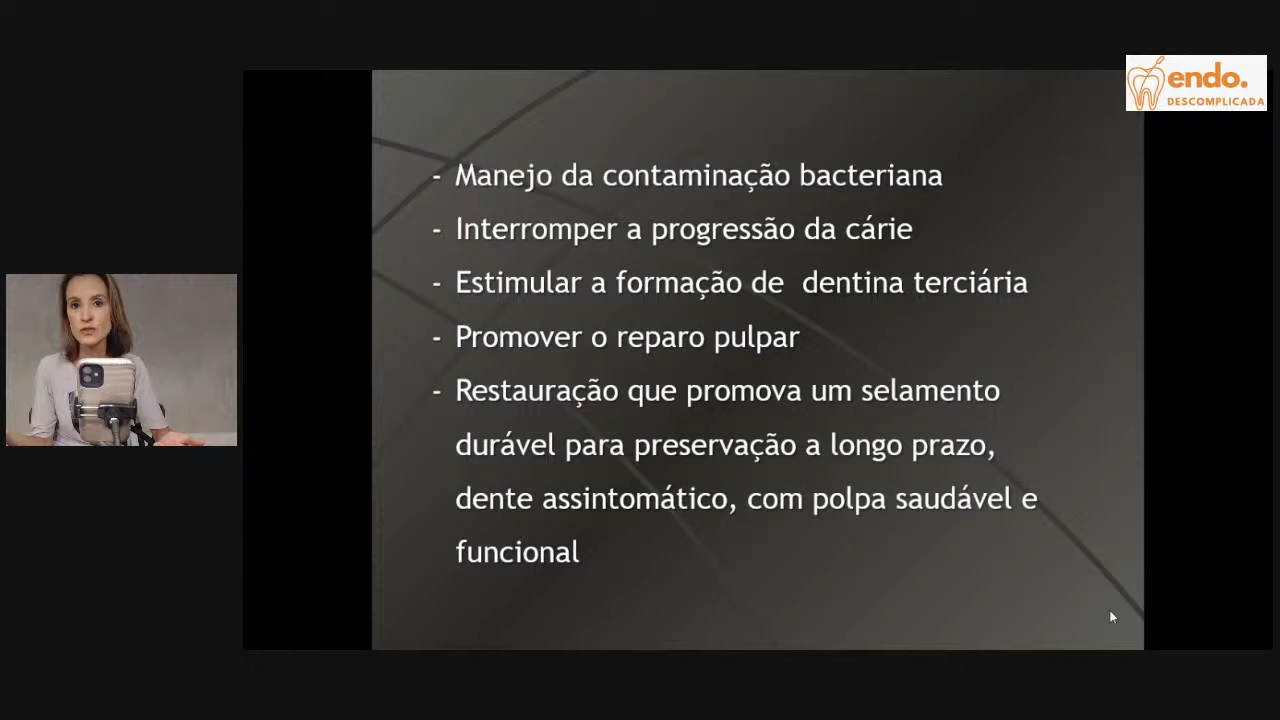 endo.
DESCOMPLICADA
- Manejo da contaminação bacteriana
- Interromper a progressão da cárie
- Estimular a formação de  dentina terciária
- Promover o reparo pulpar
- Restauração que promova um selamento
durável para preservação a longo prazo,
dente assintomático, com polpa saudável e
funcional